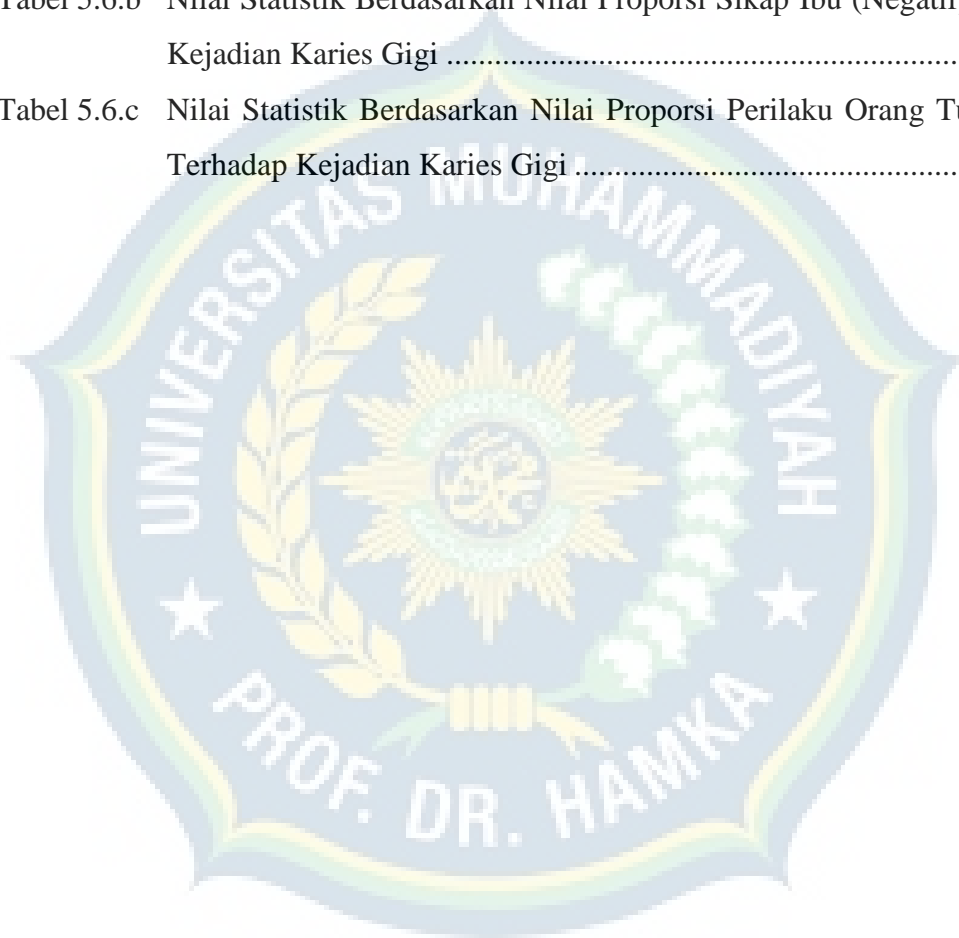 Tabel 5.6.b Nilai Statistik Berdasarkan Nilai Proporsi Sikap Ibu (Negatif
Kejadian Karies Gigi ......................................................
Tabel 5.6.c Nilai Statistik Berdasarkan Nilai Proporsi Perilaku Orang
Terhadap Kejadian Karies Gigi ........................................
UNIVERSITAS MUHAMMADIYAH
PROF. DR. HAMKA